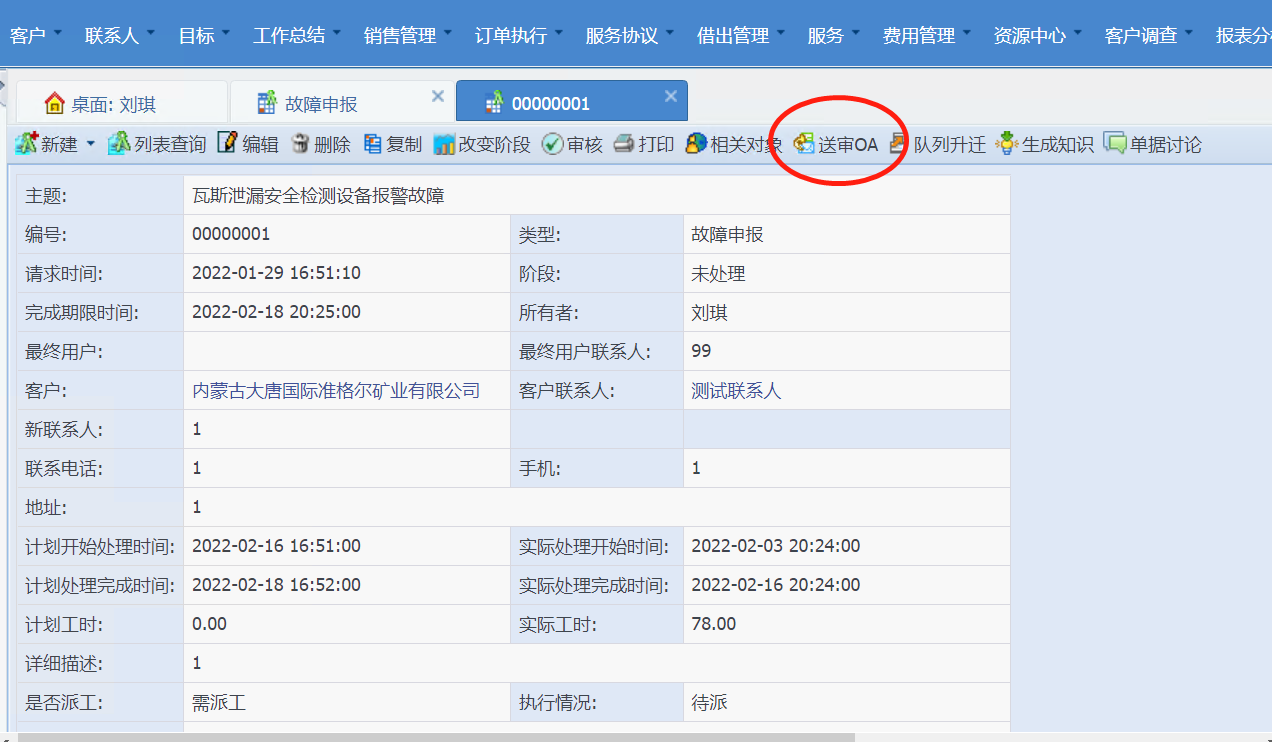 客户 联系人 目标 工作总结 销售管理 订单执行 服务协议 借出管理 服务 费用管理 资源中心 客户调查 报表分
桌面: 刘琪 故障申报 00000001
新建 列表查询 编辑 删除 复制 改变阶段 审核 打印 相关对象 送审OA 队列升迁 生成知识 单据讨论
主题: 瓦斯泄漏安全检测设备报警故障
编号: 00000001 类型: 故障申报
请求时间: 2022-01-29 16:51:10 阶段: 未处理
完成期限时间: 2022-02-18 20:25:00 所有者: 刘琪
最终用户: 最终用户联系人: 99
客户: 内蒙古大唐国际准格尔矿业有限公司 客户联系人: 测试联系人
新联系人: 1
联系电话: 1 手机: 1
地址: 1
计划开始处理时间: 2022-02-16 16:51:00 实际处理开始时间: 2022-02-03 20:24:00
计划处理完成时间: 2022-02-18 16:52:00 实际处理完成时间: 2022-02-16 20:24:00
计划工时: 0.00 实际工时: 78.00
详细描述: 1
是否派工: 需派工 执行情况: 待派